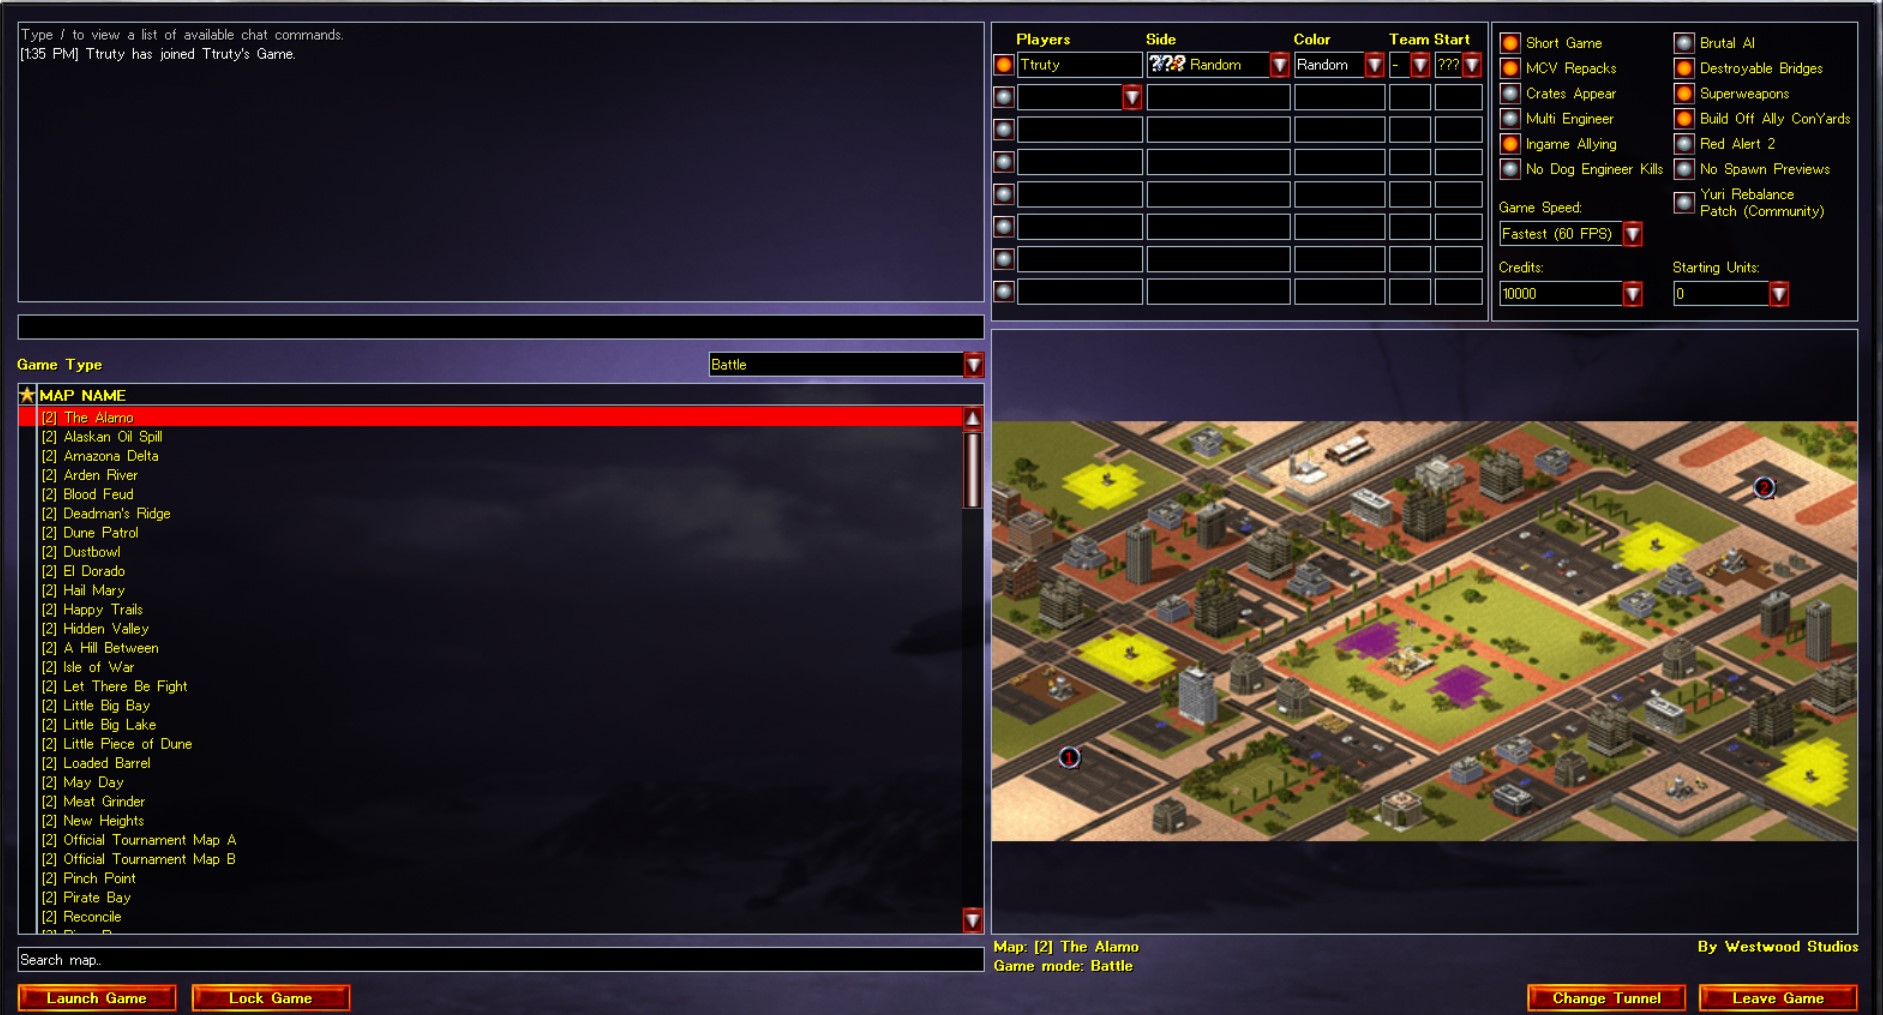 Type / to view a list of available chat commands.
[1:35 PM] Ttruty has joined Ttruty's Game.
Players Side Color Team Start
Ttruty ??? Random Random - ???
Short Game
MCV Repacks
Crates Appear
Multi Engineer
Ingame Allying
No Dog Engineer Kills
Brutal AI
Destroyable Bridges
Superweapons
Build Off Ally ConYards
Red Alert 2
No Spawn Previews
Yuri Rebalance
Patch (Community)
Game Speed:
Fastest (60 FPS)
Credits:
10000
Starting Units:
0
Game Type
Battle
MAP NAME
[2] The Alamo
[2] Alaskan Oil Spill
[2] Amazona Delta
[2] Arden River
[2] Blood Feud
[2] Deadman's Ridge
[2] Dune Patrol
[2] Dustbowl
[2] El Dorado
[2] Hail Mary
[2] Happy Trails
[2] Hidden Valley
[2] A Hill Between
[2] Isle of War
[2] Let There Be Fight
[2] Little Big Bay
[2] Little Big Lake
[2] Little Piece of Dune
[2] Loaded Barrel
[2] May Day
[2] Meat Grinder
[2] New Heights
[2] Official Tournament Map A
[2] Official Tournament Map B
[2] Pinch Point
[2] Pirate Bay
[2] Reconcile
2
1
Search map..
Map: [2] The Alamo
Game mode: Battle
By Westwood Studios
Launch Game
Lock Game
Change Tunnel
Leave Game